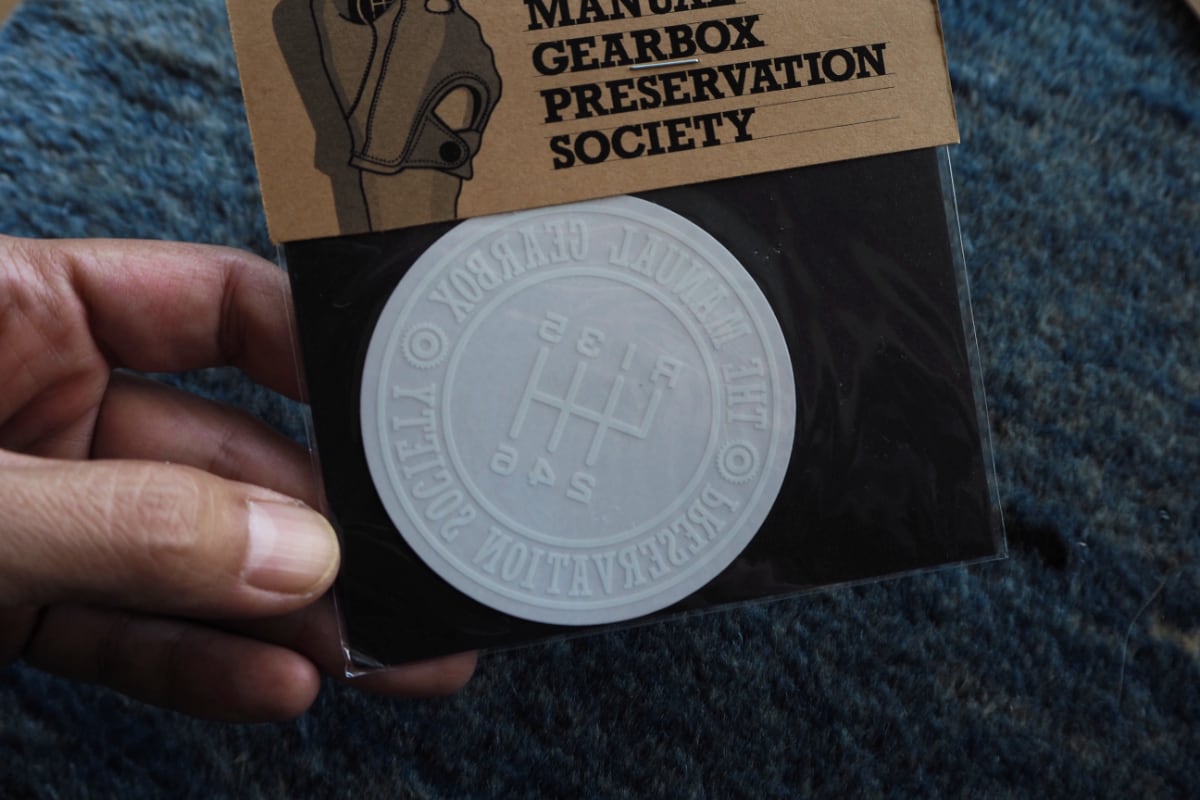 MANUAL
GEARBOX
PRESERVATION
SOCIETY
THE MANUAL GEARBOX
PRESERVATION SOCIETY
5 3 1 R
6 4 2